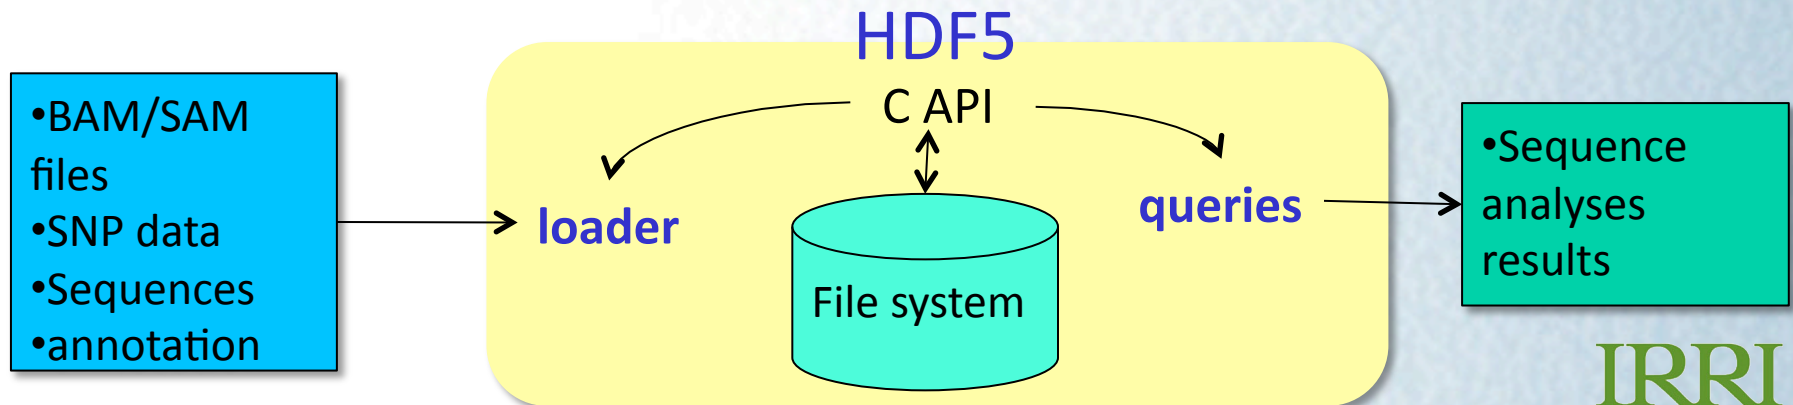 HDF5
•BAM/SAM
files
•SNP data
•Sequences
•annotation
C API
loader
File system
queries
•Sequence
analyses
results
IRRI